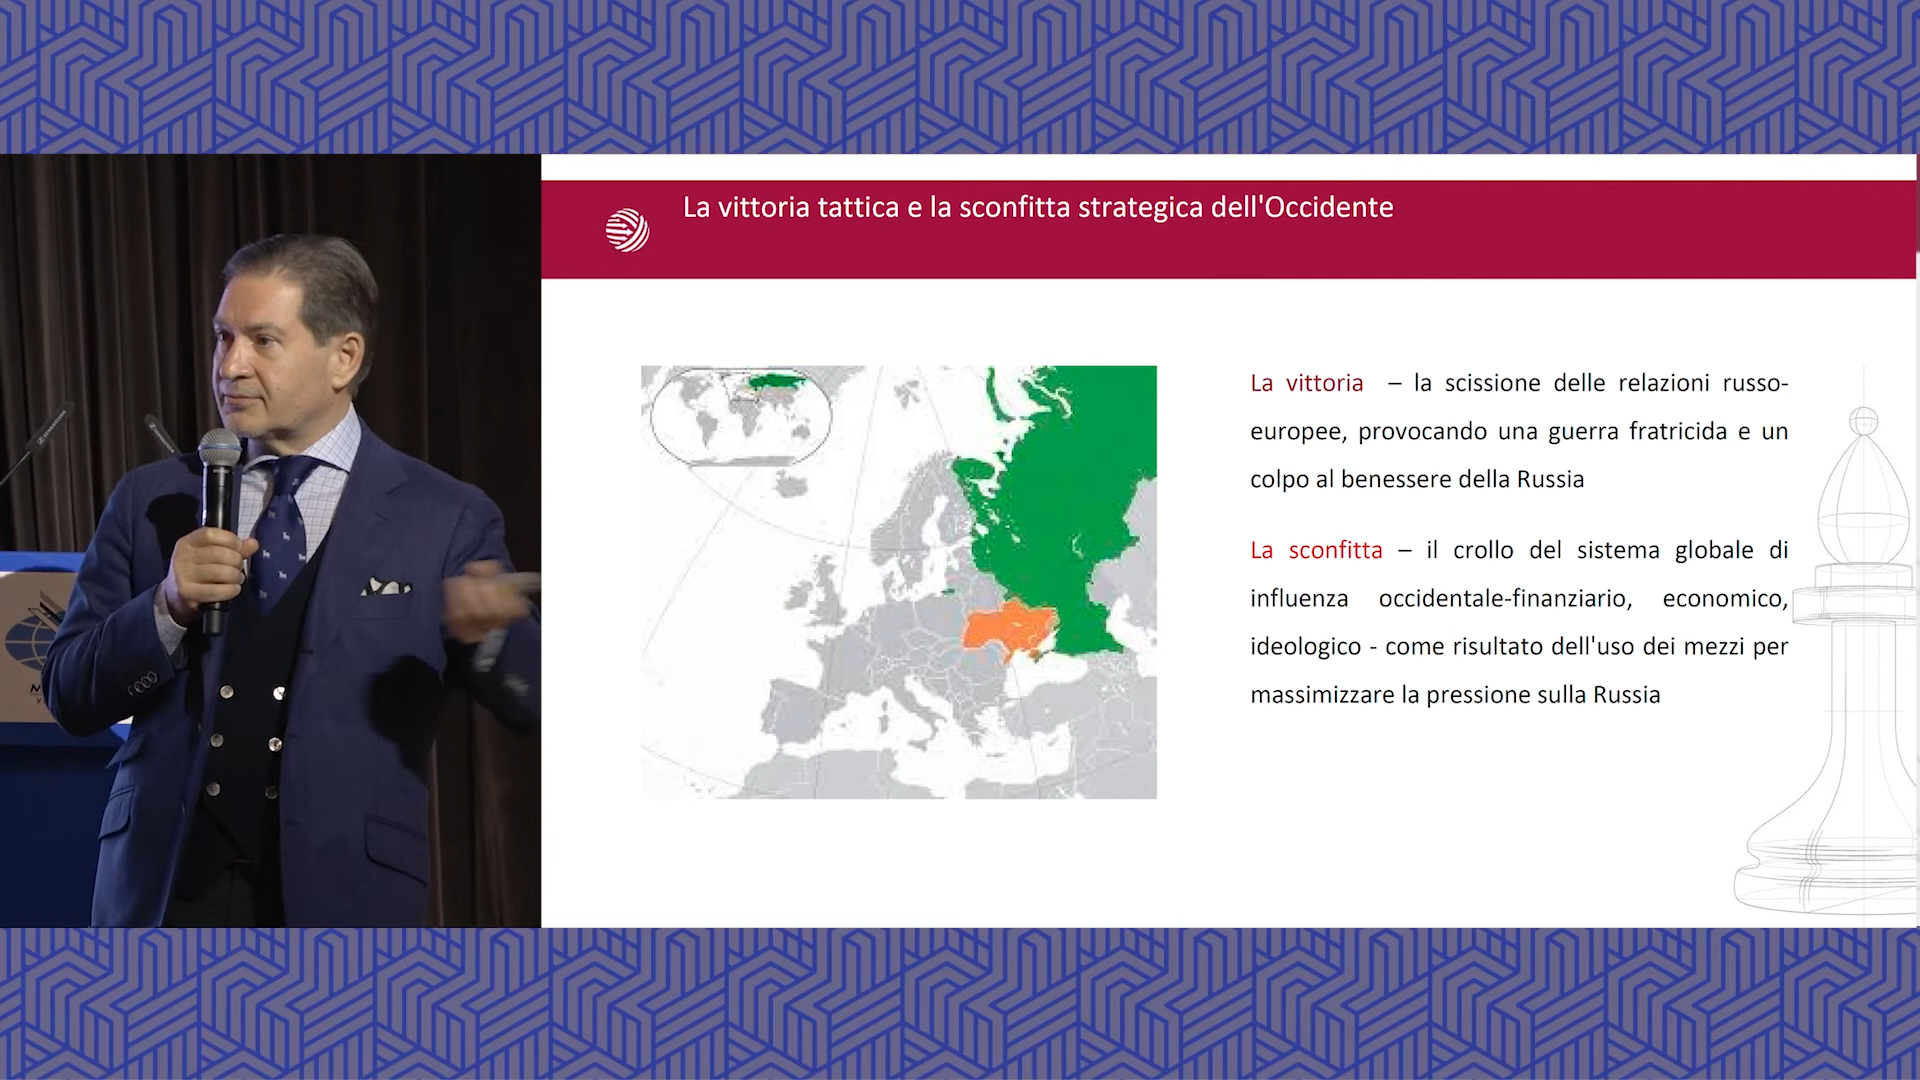 La vittoria tattica e la sconfitta strategica dell'Occidente
La vittoria – la scissione delle relazioni russo-
europee, provocando una guerra fratricida e un
colpo al benessere della Russia
La sconfitta – il crollo del sistema globale di
influenza occidentale-finanziario, economico,
ideologico - come risultato dell'uso dei mezzi per
massimizzare la pressione sulla Russia